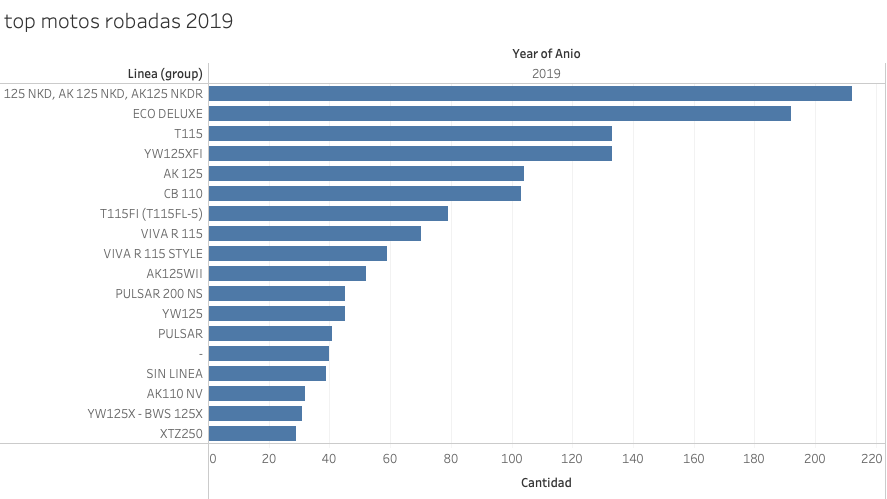 top motos robadas 2019
Year of Anio
Linea (group)
2019
125 NKD, AK 125 NKD, AK125 NKDR
ECO DELUXE
T115
YW125XFI
AK 125
CB 110
T115FI (T115FL-5)
VIVA R 115
VIVA R 115 STYLE
AK125WII
PULSAR 200 NS
YW125
PULSAR
-
SIN LINEA
AK110 NV
YW125X - BWS 125X
XTZ250
0 20 40 60 80 100 120 140 160 180 200 220
Cantidad